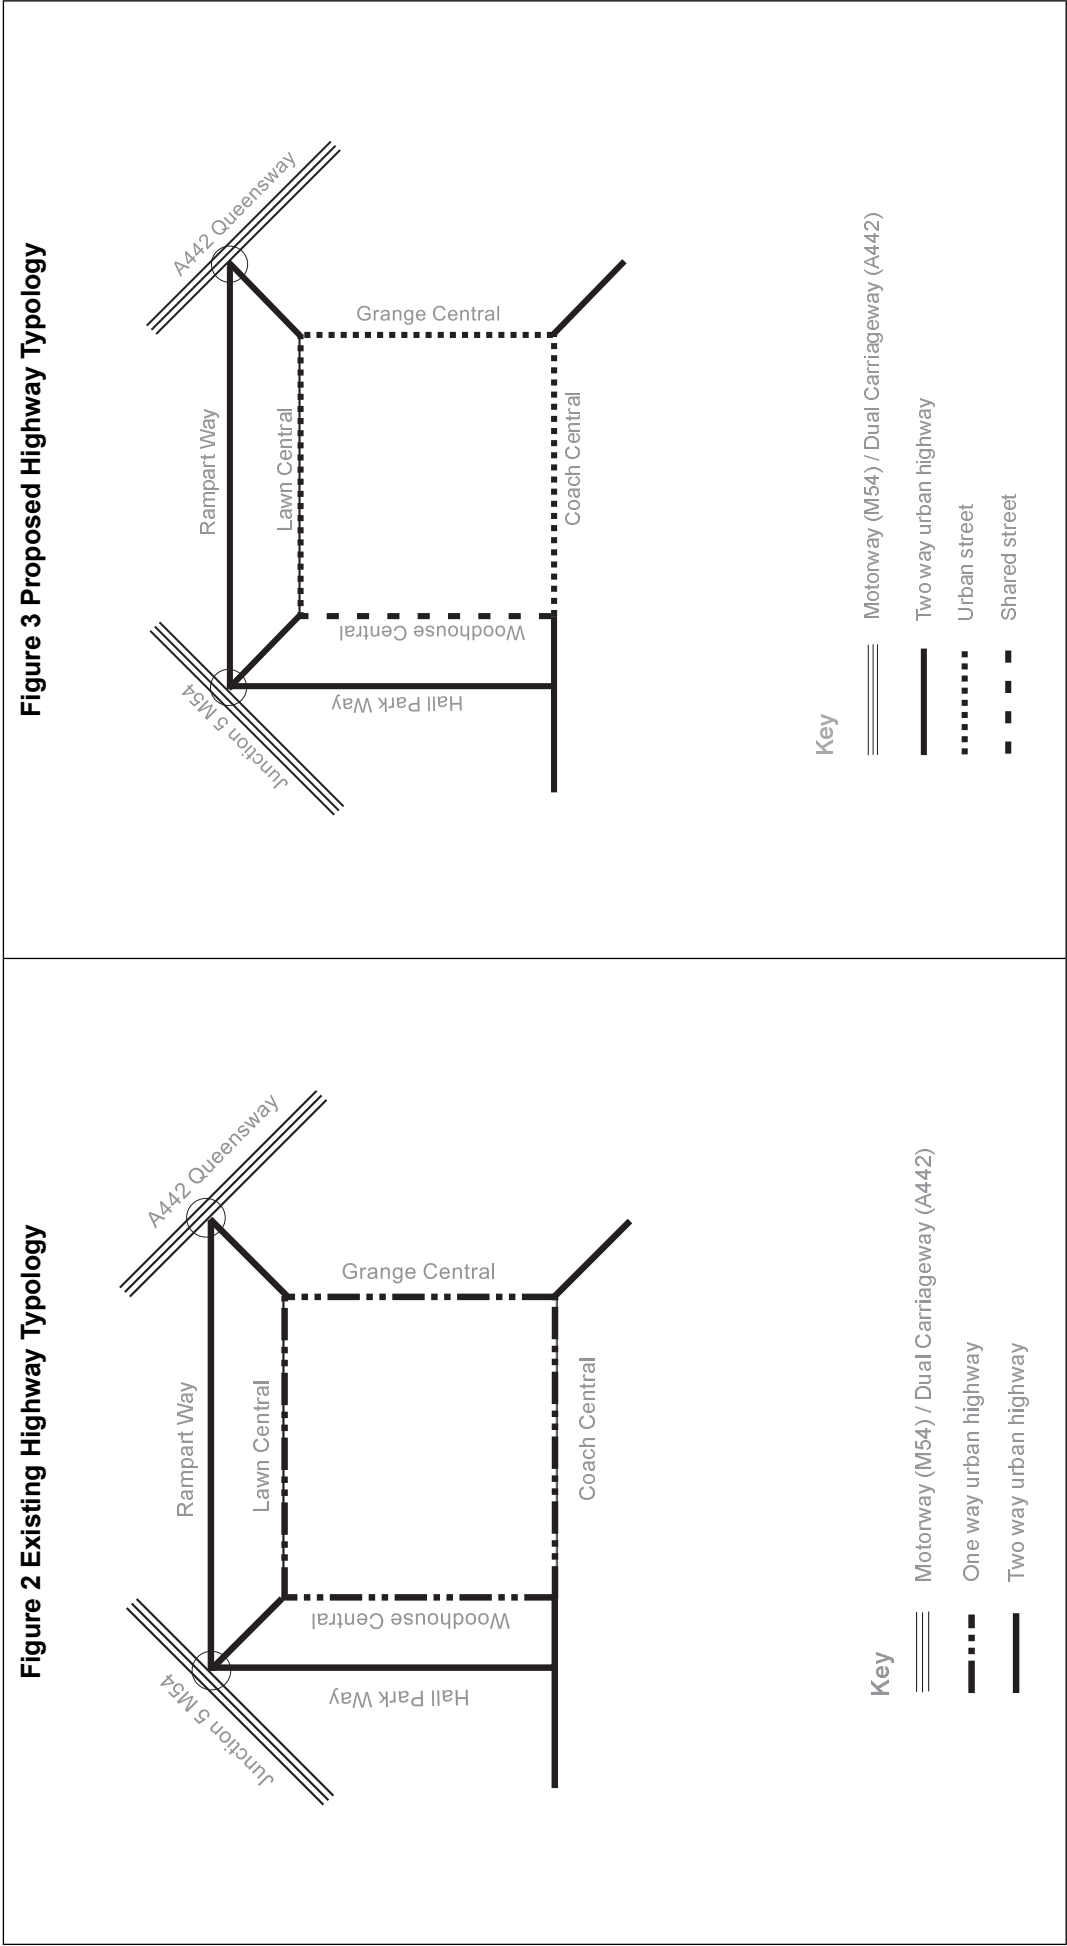 Figure 2 Existing Highway Typology
A442 Queensway
Rampart Way
Junction 5 M54
Lawn Central
Grange Central
Woodhouse Central
Hall Park Way
Coach Central
Key
Motorway (M54) / Dual Carriageway (A442)
One way urban highway
Two way urban highway
Figure 3 Proposed Highway Typology
A442 Queensway
Rampart Way
Junction 5 M54
Lawn Central
Grange Central
Woodhouse Central
Hall Park Way
Coach Central
Key
Motorway (M54) / Dual Carriageway (A442)
Two way urban highway
Urban street
Shared street